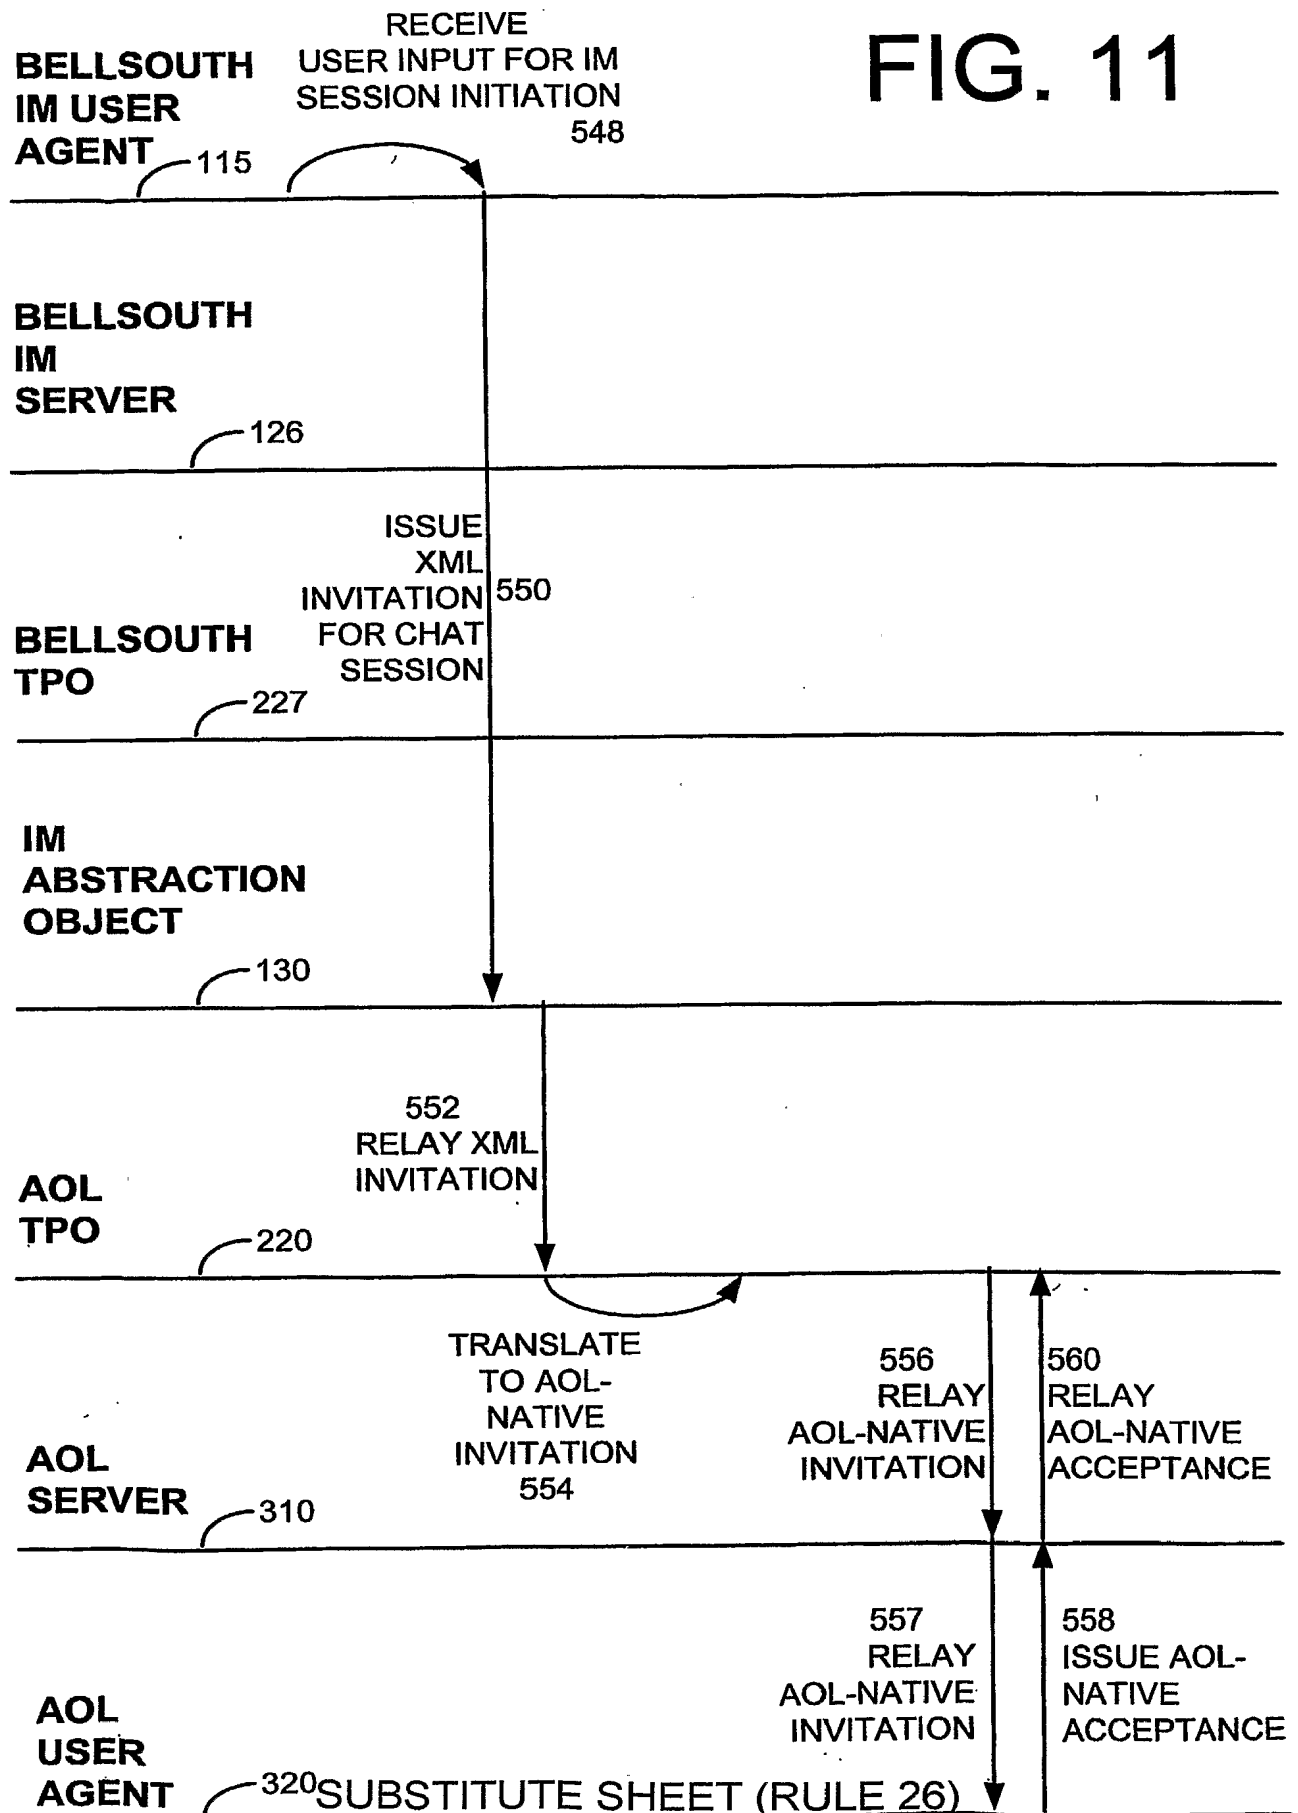 FIG. 11
RECEIVE
USER INPUT FOR IM
SESSION INITIATION
548
BELLSOUTH
IM USER
AGENT
115
BELLSOUTH
IM
SERVER
126
ISSUE
XML
INVITATION
FOR CHAT
SESSION
550
BELLSOUTH
TPO
227
IM
ABSTRACTION
OBJECT
130
552
RELAY XML
INVITATION
AOL
TPO
220
TRANSLATE
TO AOL-
NATIVE
INVITATION
554
556
RELAY
AOL-NATIVE
INVITATION
560
RELAY
AOL-NATIVE
ACCEPTANCE
AOL
SERVER
310
557
RELAY
AOL-NATIVE
INVITATION
558
ISSUE AOL-
NATIVE
ACCEPTANCE
AOL
USER
AGENT
320
SUBSTITUTE SHEET (RULE 26)